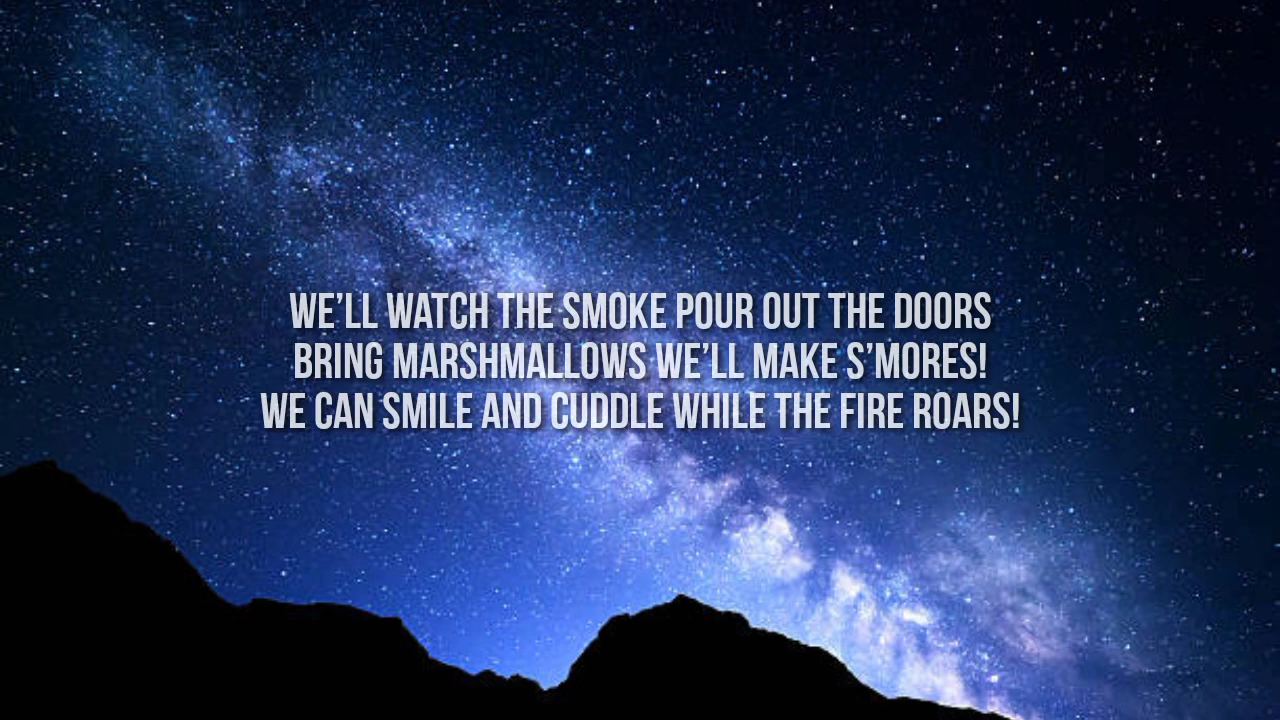 WE’LL WATCH THE SMOKE POUR OUT THE DOORS
BRING MARSHMALLOWS WE’LL MAKE S’MORES!
WE CAN SMILE AND CUDDLE WHILE THE FIRE ROARS!